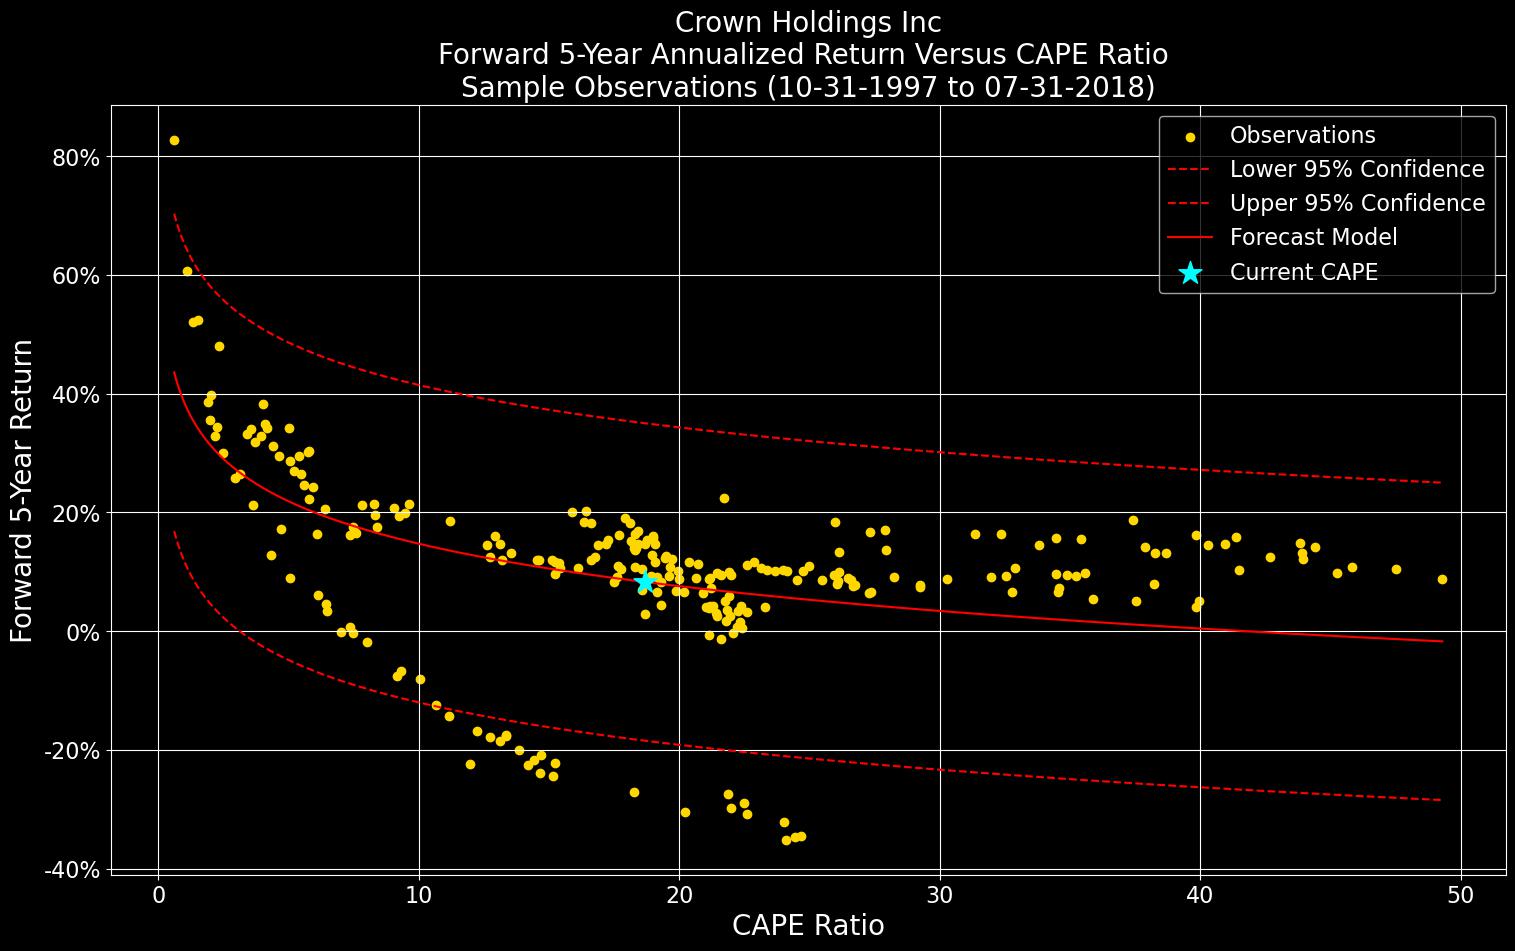 Crown Holdings Inc
Forward 5-Year Annualized Return Versus CAPE Ratio
Sample Observations (10-31-1997 to 07-31-2018)
Observations
Lower 95% Confidence
Upper 95% Confidence
Forecast Model
Current CAPE
Forward 5-Year Return
80%
60%
40%
20%
0%
-20%
-40%
0 10 20 30 40 50
CAPE Ratio